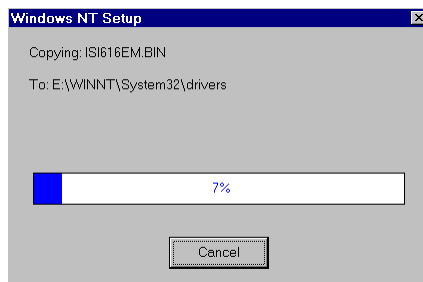 Windows NT Setup
Copying: ISI616EM.BIN
To: E:\WINNT\System32\drivers
7%
Cancel